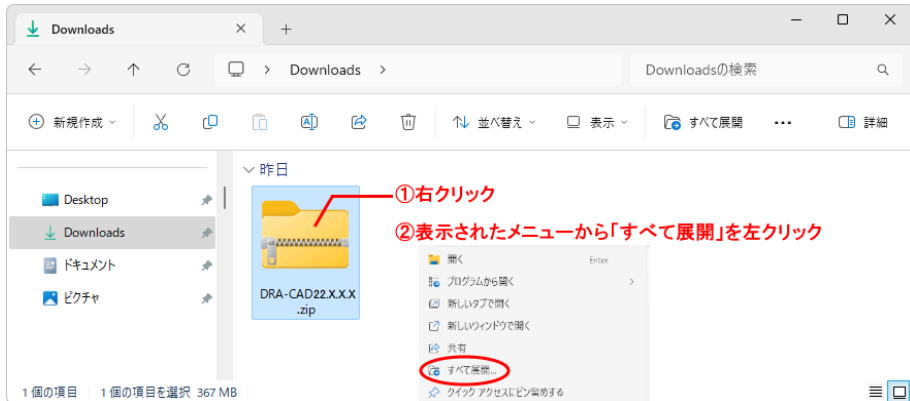 Downloads
Downloads
Downloadsの検索
新規作成
並べ替え
表示
すべて展開
詳細
昨日
Desktop
Downloads
ドキュメント
ピクチャ
DRA-CAD22.X.X.X
.zip
①右クリック
②表示されたメニューから「すべて展開」を左クリック
開く Enter
プログラムから開く
新しいタブで開く
新しいウィンドウで開く
共有
すべて展開...
クイック アクセスにピン留めする
1 個の項目 1 個の項目を選択 367 MB